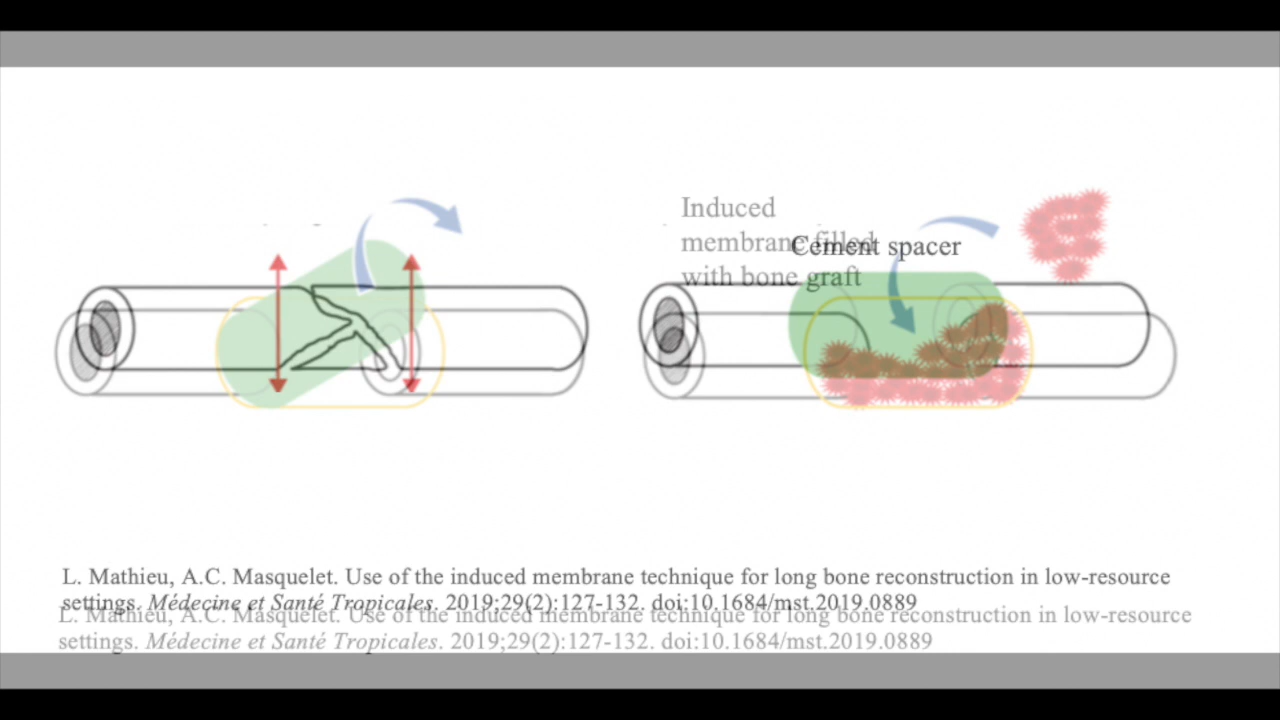 Induced
membrane filled
with bone graft
Cement spacer
L. Mathieu, A.C. Masquelet. Use of the induced membrane technique for long bone reconstruction in low-resource
settings. Médecine et Santé Tropicales. 2019;29(2):127-132. doi:10.1684/mst.2019.0889
L. Mathieu, A.C. Masquelet. Use of the induced membrane technique for long bone reconstruction in low-resource
settings. Médecine et Santé Tropicales. 2019;29(2):127-132. doi:10.1684/mst.2019.0889